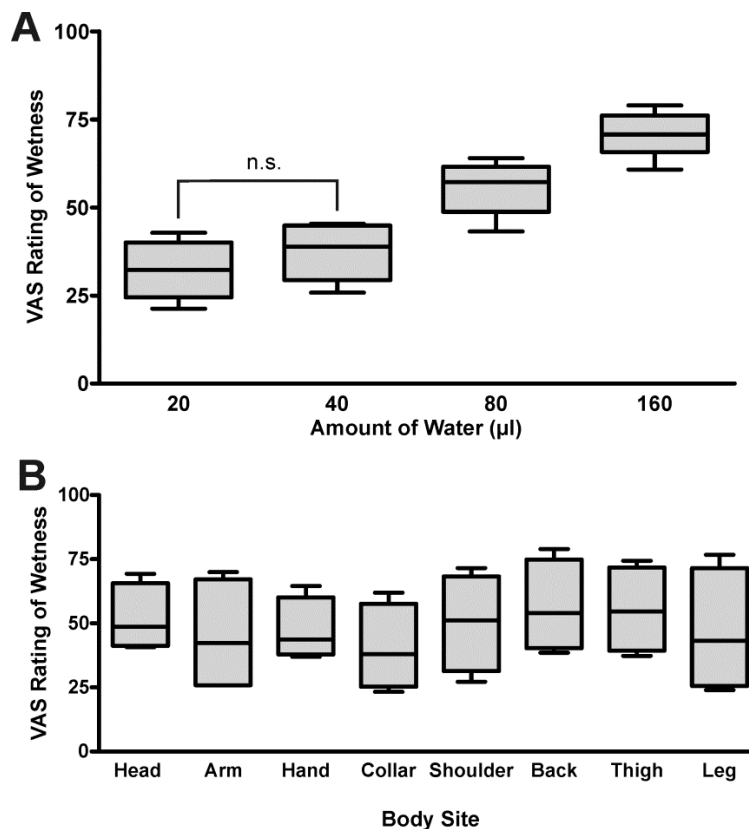 A
VAS Rating of Wetness
100
75
50
25
0
n.s.
20 40 80 160
Amount of Water (µl)
B
VAS Rating of Wetness
100
75
50
25
0
Head Arm Hand Collar Shoulder Back Thigh Leg
Body Site